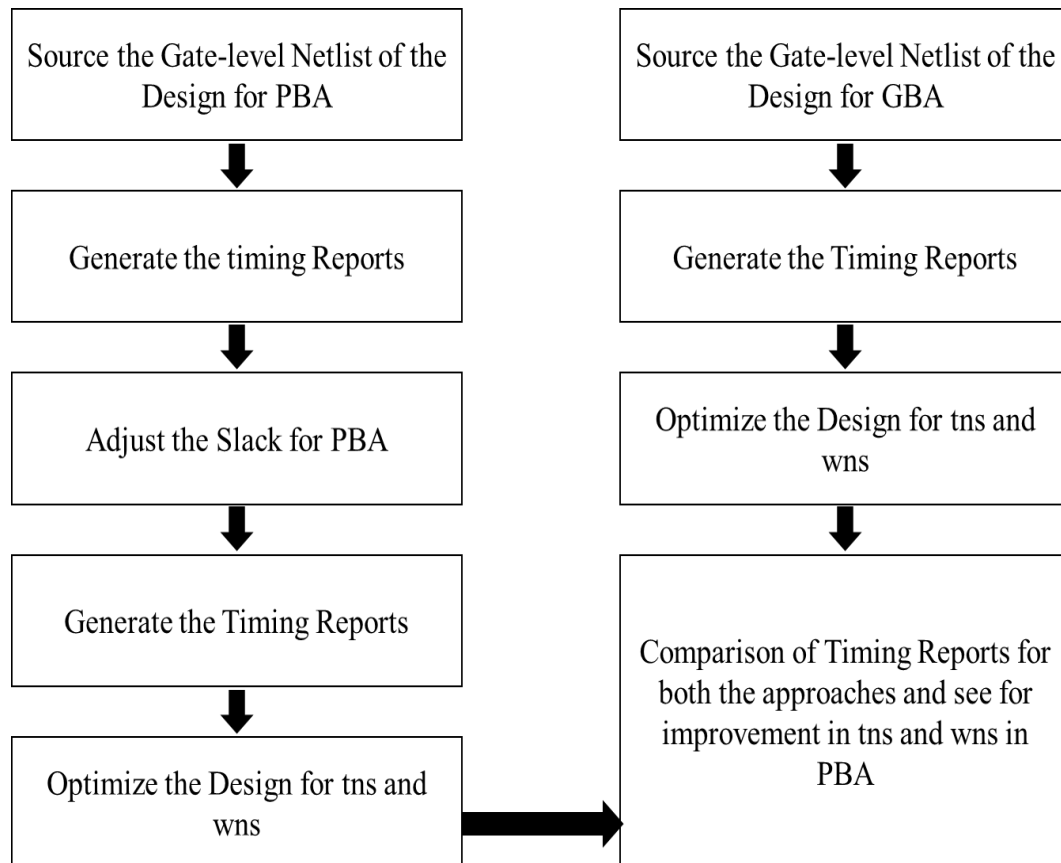 Source the Gate-level Netlist of the
Design for PBA
Generate the timing Reports
Adjust the Slack for PBA
Generate the Timing Reports
Optimize the Design for tns and
wns
Source the Gate-level Netlist of the
Design for GBA
Generate the Timing Reports
Optimize the Design for tns and
wns
Comparison of Timing Reports for
both the approaches and see for
improvement in tns and wns in
PBA